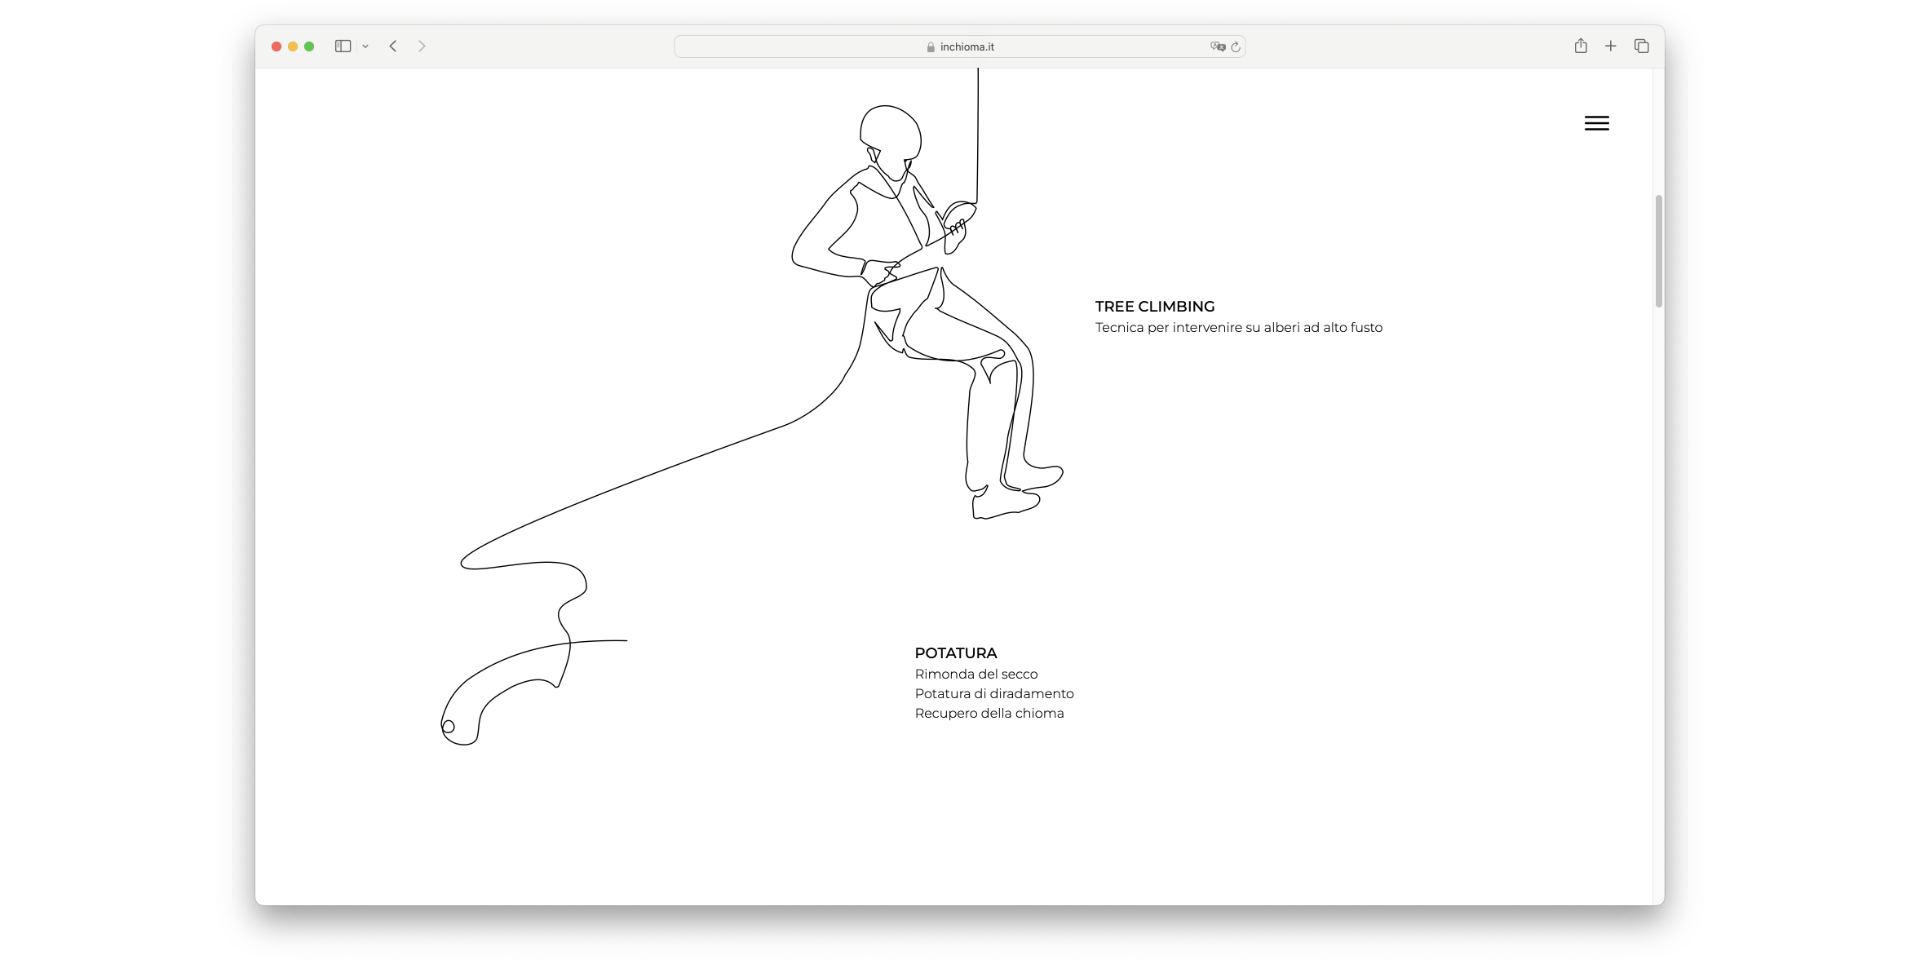 inchioma.it
TREE CLIMBING
Tecnica per intervenire su alberi ad alto fusto
POTATURA
Rimonda del secco
Potatura di diradamento
Recupero della chioma